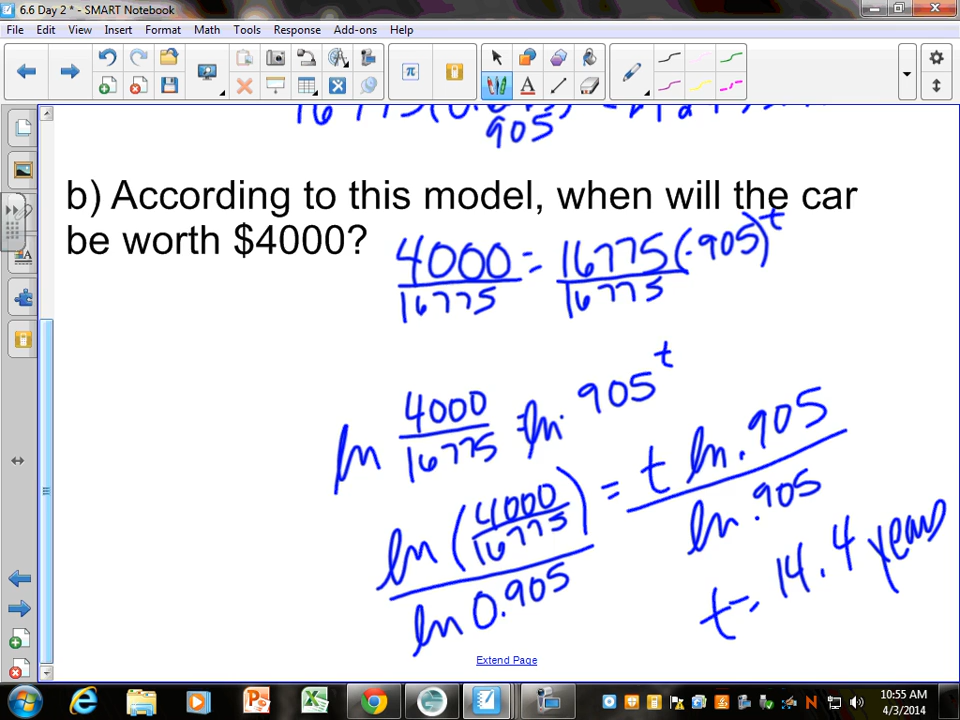 6.6 Day 2 * - SMART Notebook
File Edit View Insert Format Math Tools Response Add-ons Help
905
b) According to this model, when will the car
be worth $4000?
4000/16775 = 16775(.905)^t/16775
ln 4000/16775 = ln .905^t
ln(4000/16775)/ln 0.905 = t ln .905/ln .905
t = 14.4 years
Extend Page
10:55 AM
4/3/2014